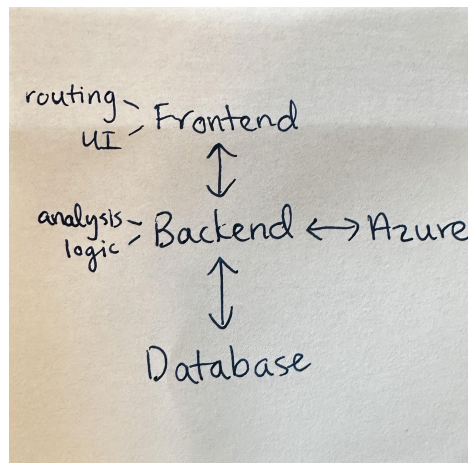 routing
UI
Frontend
analysis
logic
Backend ↔ Azure
Database